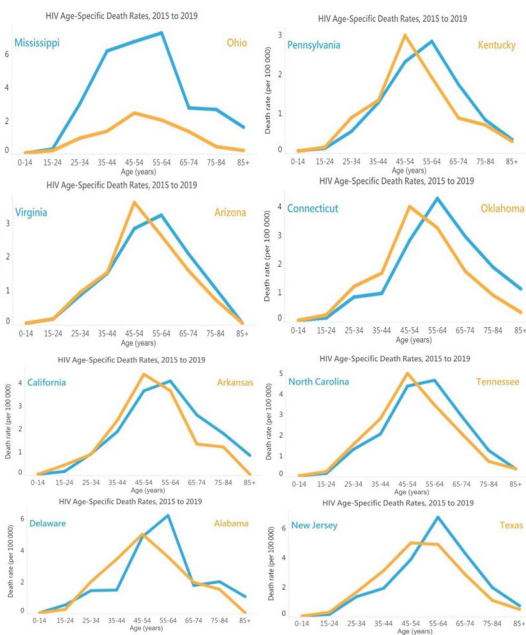 HIV Age-Specific Death Rates, 2015 to 2019
Mississippi
Ohio
6
4
2
0
0-14 15-24 25-34 35-44 45-54 55-64 65-74 75-84 85+
Age (years)
HIV Age-Specific Death Rates, 2015 to 2019
Pennsylvania
Kentucky
Death rate (per 100 000)
3
2
1
0
0-14 15-24 25-34 35-44 45-54 55-64 65-74 75-84 85+
Age (years)
HIV Age-Specific Death Rates, 2015 to 2019
Virginia
Arizona
3
2
1
0
0-14 15-24 25-34 35-44 45-54 55-64 65-74 75-84 85+
Age (years)
HIV Age-Specific Death Rates, 2015 to 2019
Connecticut
Oklahoma
Death rate (per 100 000)
4
3
2
1
0
0-14 15-24 25-34 35-44 45-54 55-64 65-74 75-84 85+
Age (years)
HIV Age-Specific Death Rates, 2015 to 2019
California
Arkansas
Death rate (per 100 000)
4
3
2
1
0
0-14 15-24 25-34 35-44 45-54 55-64 65-74 75-84 85+
Age (years)
HIV Age-Specific Death Rates, 2015 to 2019
North Carolina
Tennessee
Death rate (per 100 000)
5
4
3
2
1
0
0-14 15-24 25-34 35-44 45-54 55-64 65-74 75-84 85+
Age (years)
HIV Age-Specific Death Rates, 2015 to 2019
Delaware
Alabama
Death rate (per 100 000)
6
4
2
0
0-14 15-24 25-34 35-44 45-54 55-64 65-74 75-84 85+
Age (years)
HIV Age-Specific Death Rates, 2015 to 2019
New Jersey
Texas
Death rate (per 100 000)
6
4
2
0
0-14 15-24 25-34 35-44 45-54 55-64 65-74 75-84 85+
Age (years)